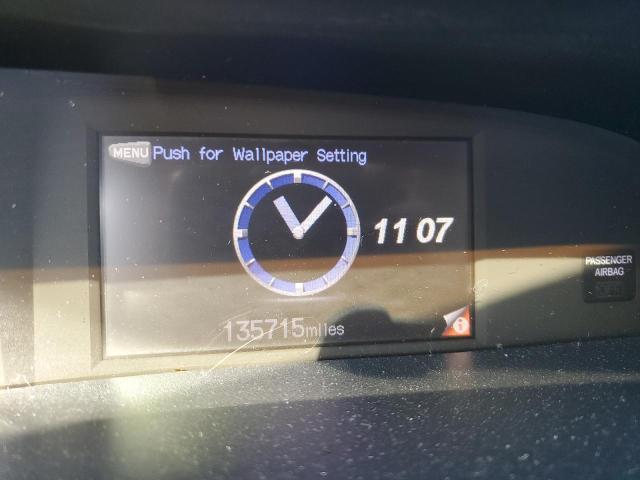 MENU Push for Wallpaper Setting
11 07
PASSENGER
AIRBAG
135715miles
i